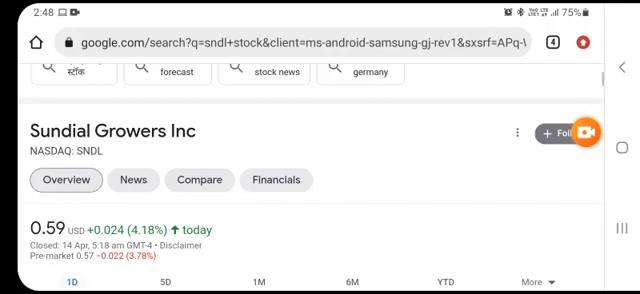 2:48
75%
google.com/search?q=sndl+stock&client=ms-android-samsung-gj-rev1&sxsrf=APq-
4
स्टॉक
forecast
stock news
germany
Sundial Growers Inc
NASDAQ: SNDL
+ Foll
Overview
News
Compare
Financials
0.59 USD +0.024 (4.18%) ↑ today
Closed: 14 Apr, 5:18 am GMT-4 • Disclaimer
Pre-market 0.57 −0.022 (3.78%)
1D
5D
1M
6M
YTD
More